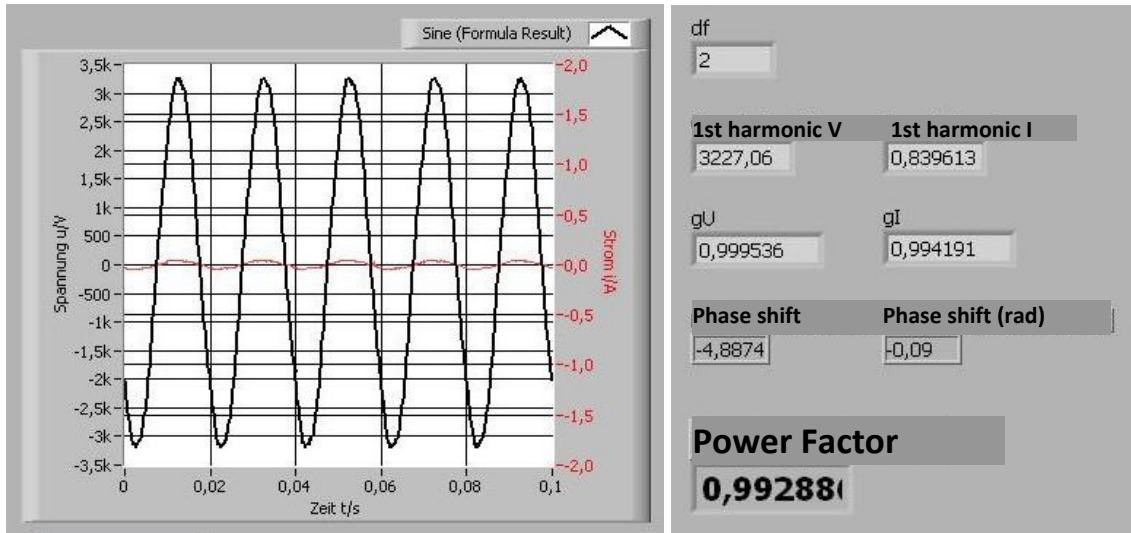 Sine (Formula Result)
3,5k
3k
2,5k
2k
1,5k
1k
500
0
-500
-1k
-1,5k
-2k
-2,5k
-3k
-3,5k
Spannung u/V
2,0
1,5
1,0
0,5
0,0
-0,5
-1,0
-1,5
-2,0
Strom i/A
0
0,02
0,04
0,06
0,08
0,1
Zeit t/s
df
2
1st harmonic V 1st harmonic I
3227,06 0,839613
gU gI
0,999536 0,994191
Phase shift Phase shift (rad)
-4,8874 -0,09
Power Factor
0,99288